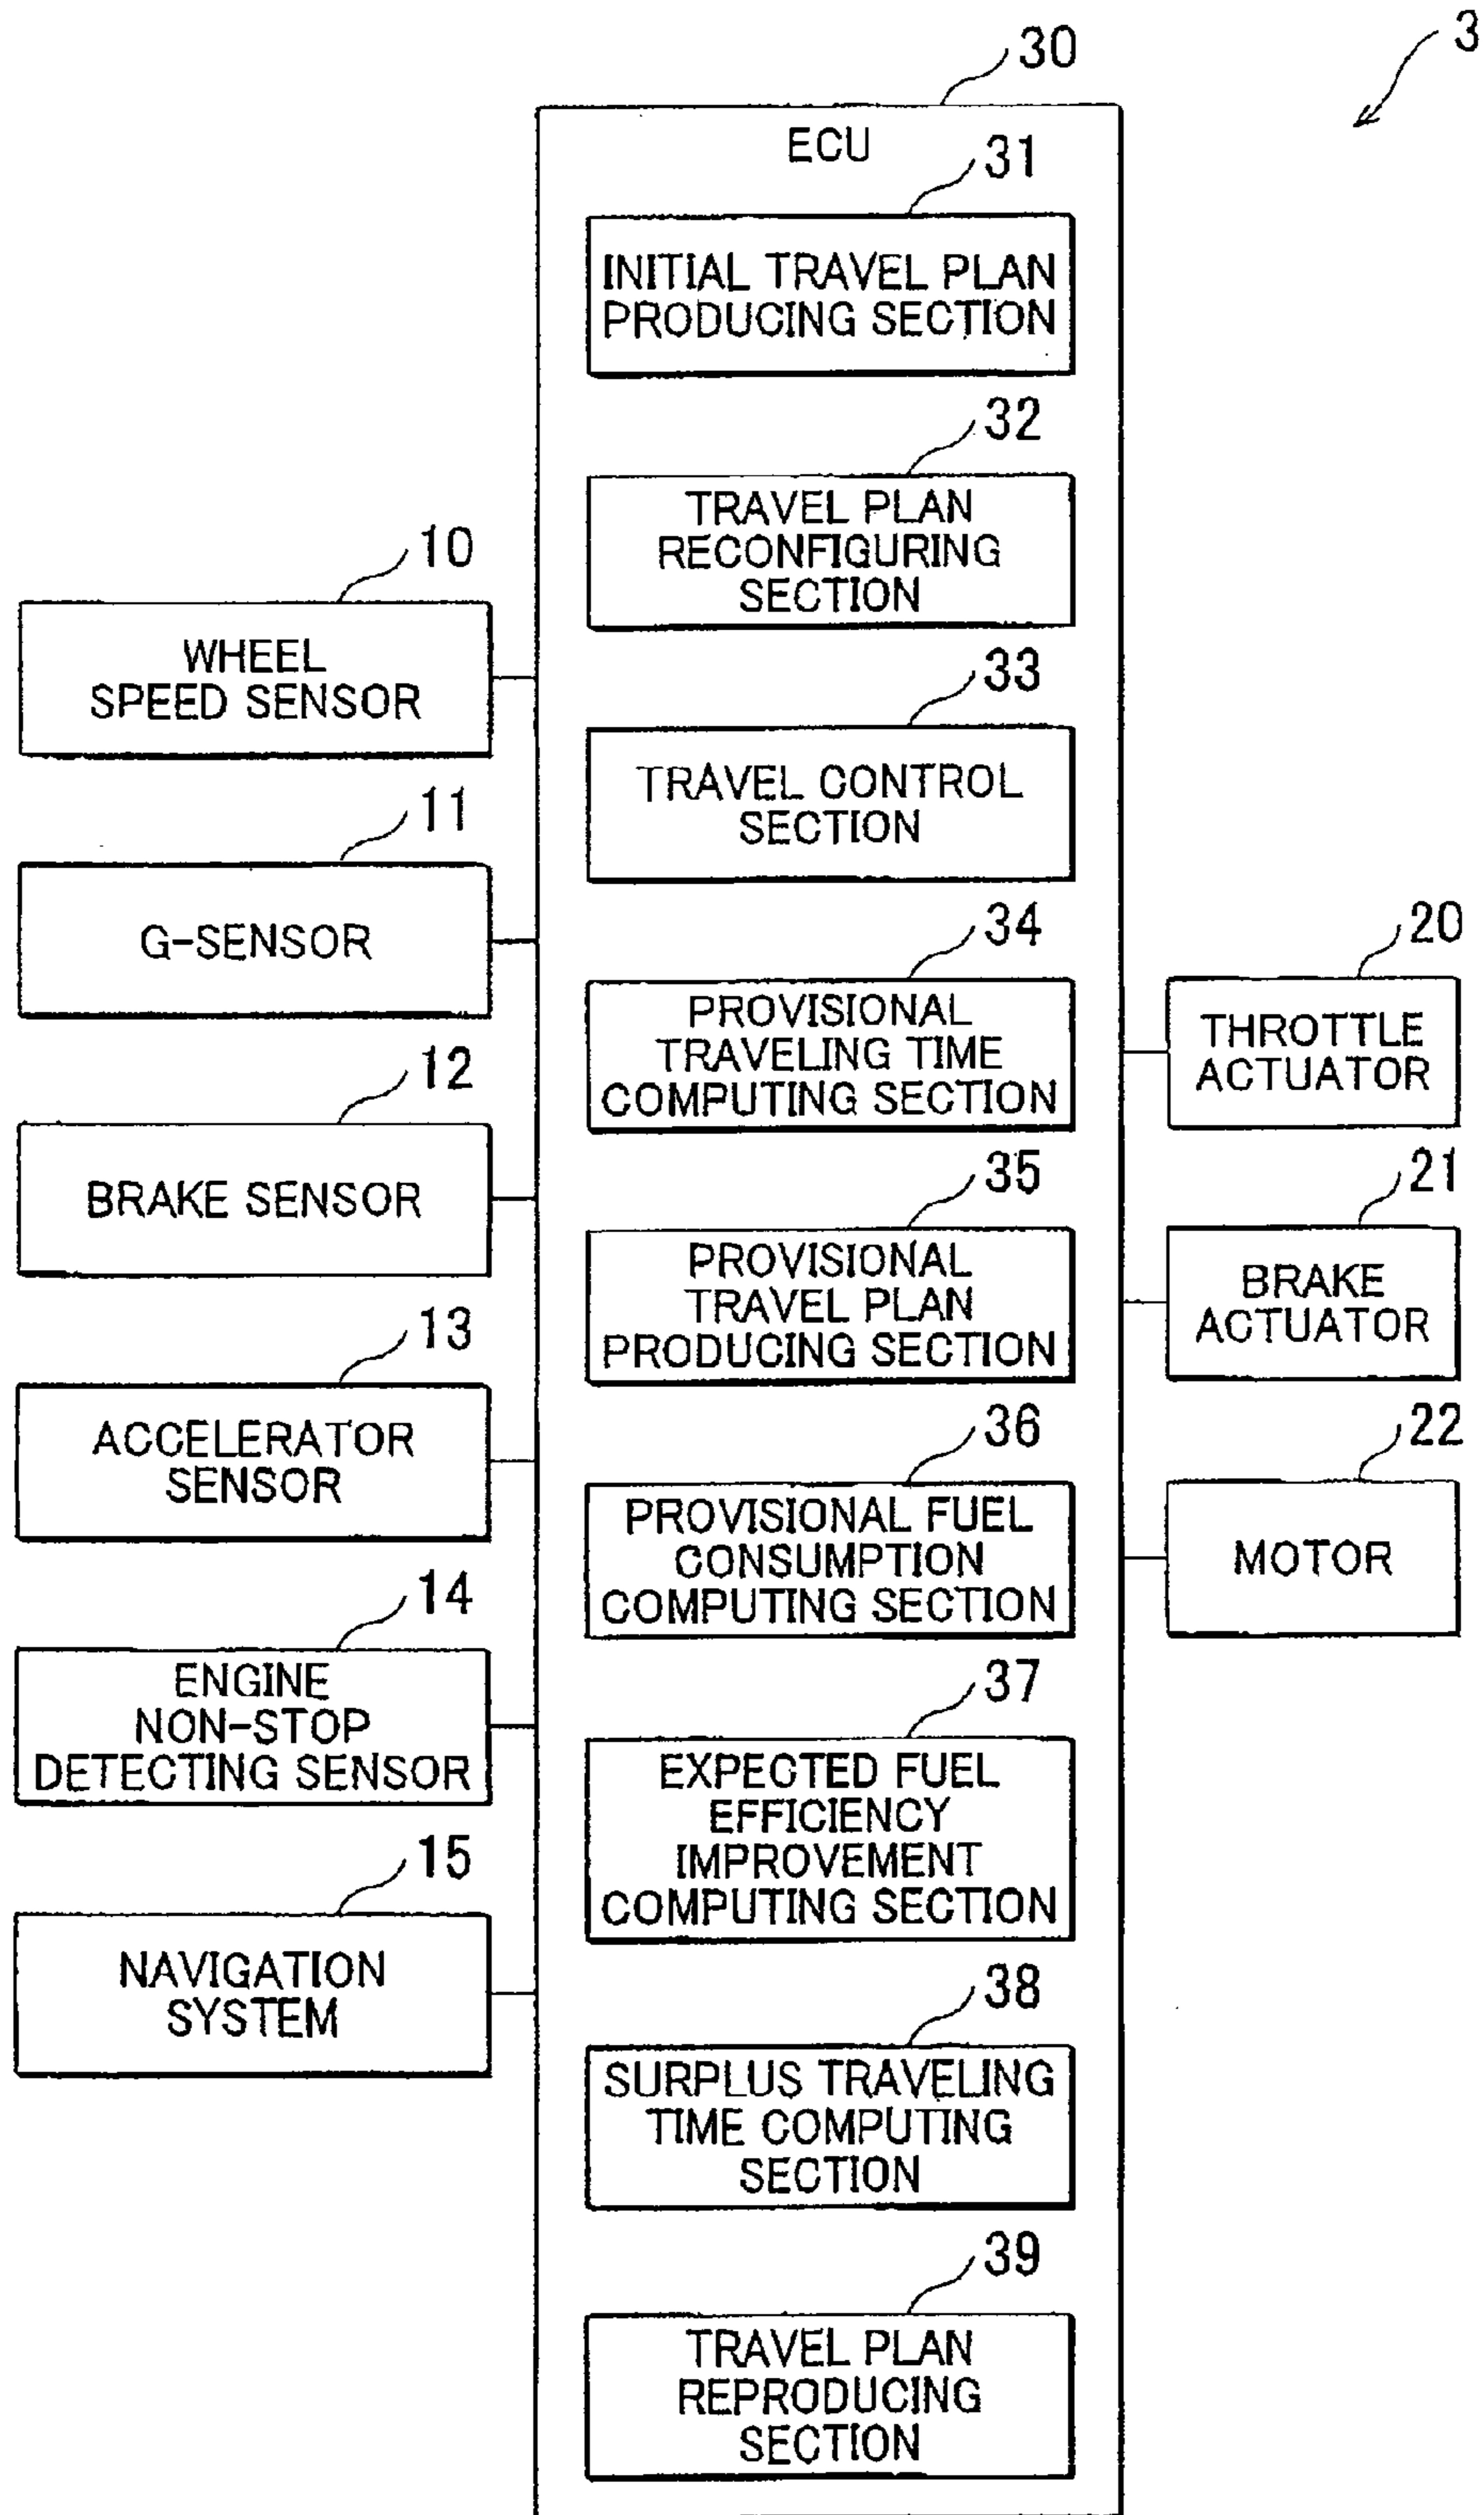 3
30
ECU
31
INITIAL TRAVEL PLAN
PRODUCING SECTION
32
TRAVEL PLAN
RECONFIGURING
SECTION
33
TRAVEL CONTROL
SECTION
34
PROVISIONAL
TRAVELING TIME
COMPUTING SECTION
35
PROVISIONAL
TRAVEL PLAN
PRODUCING SECTION
36
PROVISIONAL FUEL
CONSUMPTION
COMPUTING SECTION
37
EXPECTED FUEL
EFFICIENCY
IMPROVEMENT
COMPUTING SECTION
38
SURPLUS TRAVELING
TIME COMPUTING
SECTION
39
TRAVEL PLAN
REPRODUCING
SECTION
10
WHEEL
SPEED SENSOR
11
G-SENSOR
12
BRAKE SENSOR
13
ACCELERATOR
SENSOR
14
ENGINE
NON-STOP
DETECTING SENSOR
15
NAVIGATION
SYSTEM
20
THROTTLE
ACTUATOR
21
BRAKE
ACTUATOR
22
MOTOR